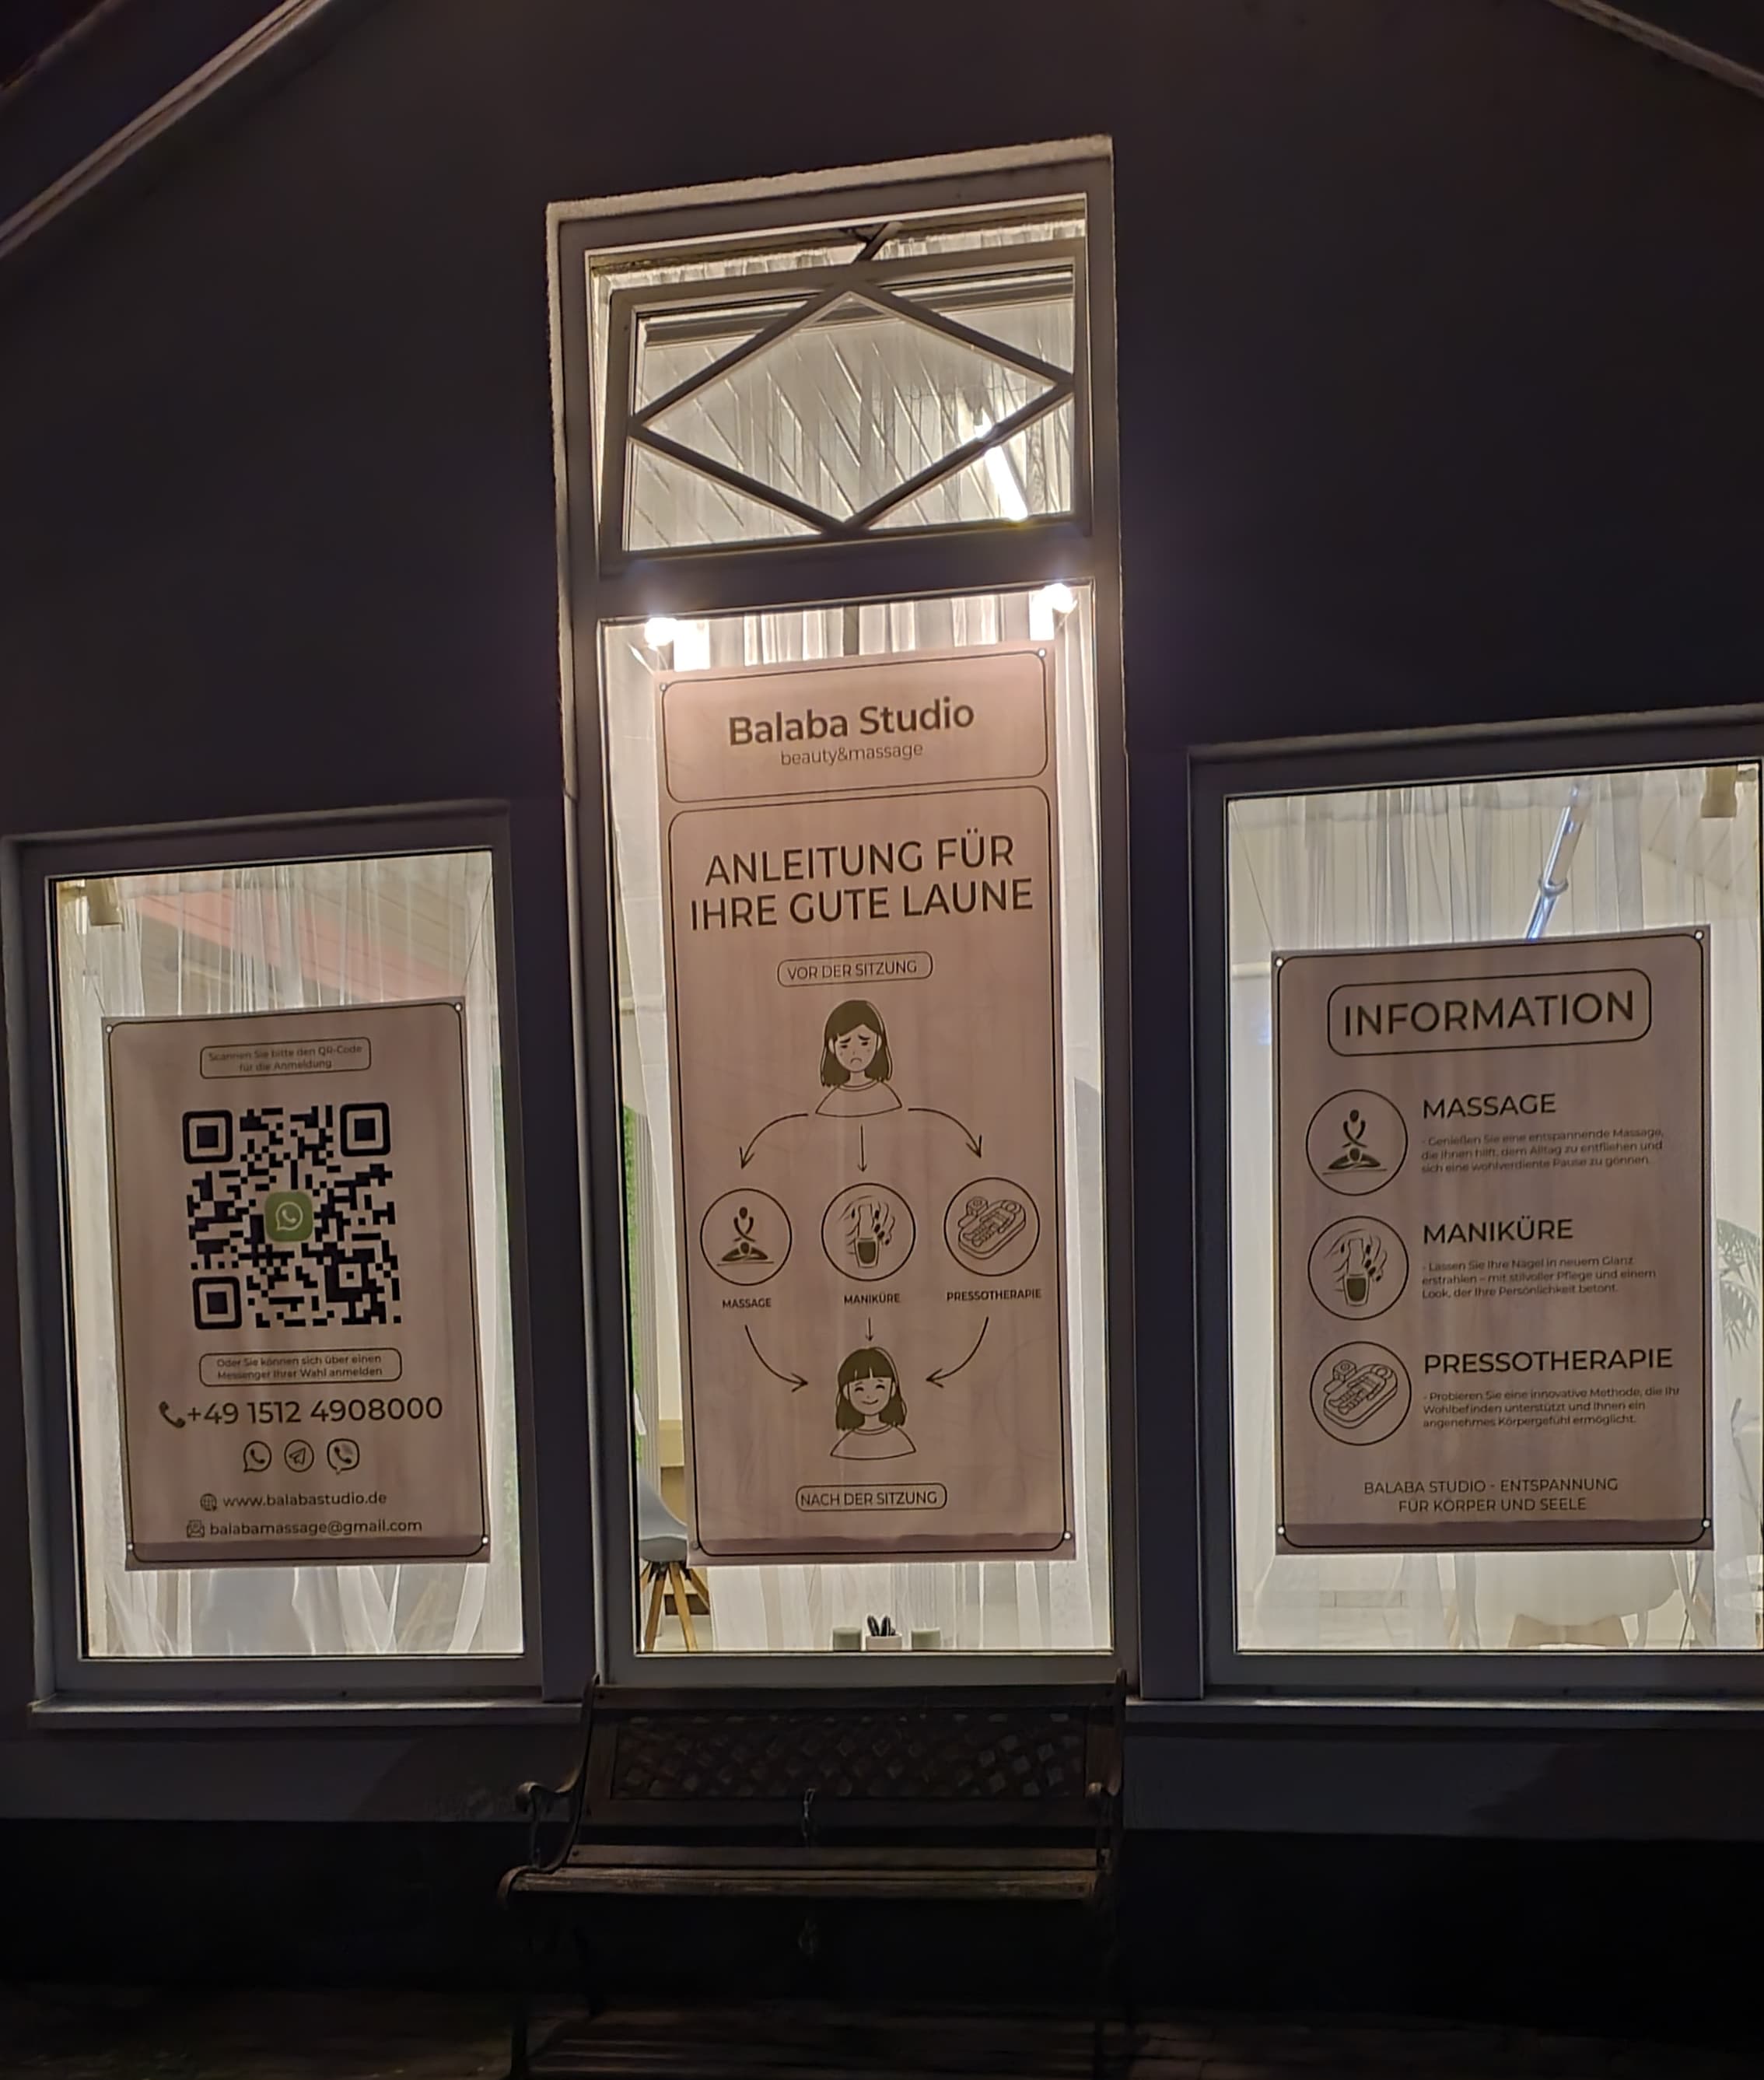 Scannen Sie bitte den QR-Code
für die Anmeldung
Oder Sie können sich über einen
Messenger Ihrer Wahl anmelden
+49 1512 4908000
www.balabastudio.de
balabamassage@gmail.com
Balaba Studio
beauty&massage
ANLEITUNG FÜR
IHRE GUTE LAUNE
VOR DER SITZUNG
MASSAGE
MANIKÜRE
PRESSOTHERAPIE
NACH DER SITZUNG
INFORMATION
MASSAGE
- Genießen Sie eine entspannende Massage,
die Ihnen hilft, dem Alltag zu entfliehen und
sich eine wohlverdiente Pause zu gönnen.
MANIKÜRE
- Lassen Sie Ihre Nägel in neuem Glanz
erstrahlen – mit stilvoller Pflege und einem
Look, der Ihre Persönlichkeit betont.
PRESSOTHERAPIE
- Probieren Sie eine innovative Methode, die Ihr
Wohlbefinden unterstützt und Ihnen ein
angenehmes Körpergefühl ermöglicht.
BALABA STUDIO - ENTSPANNUNG
FÜR KÖRPER UND SEELE